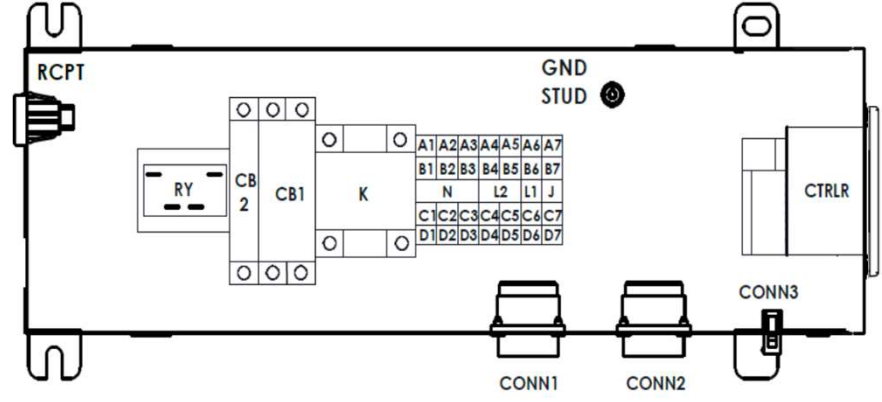 RCPT
GND
STUD
RY
CB
2
CB1
K
A1 A2 A3 A4 A5 A6 A7
B1 B2 B3 B4 B5 B6 B7
N L2 L1 J
C1 C2 C3 C4 C5 C6 C7
D1 D2 D3 D4 D5 D6 D7
CTRLR
CONN3
CONN1 CONN2